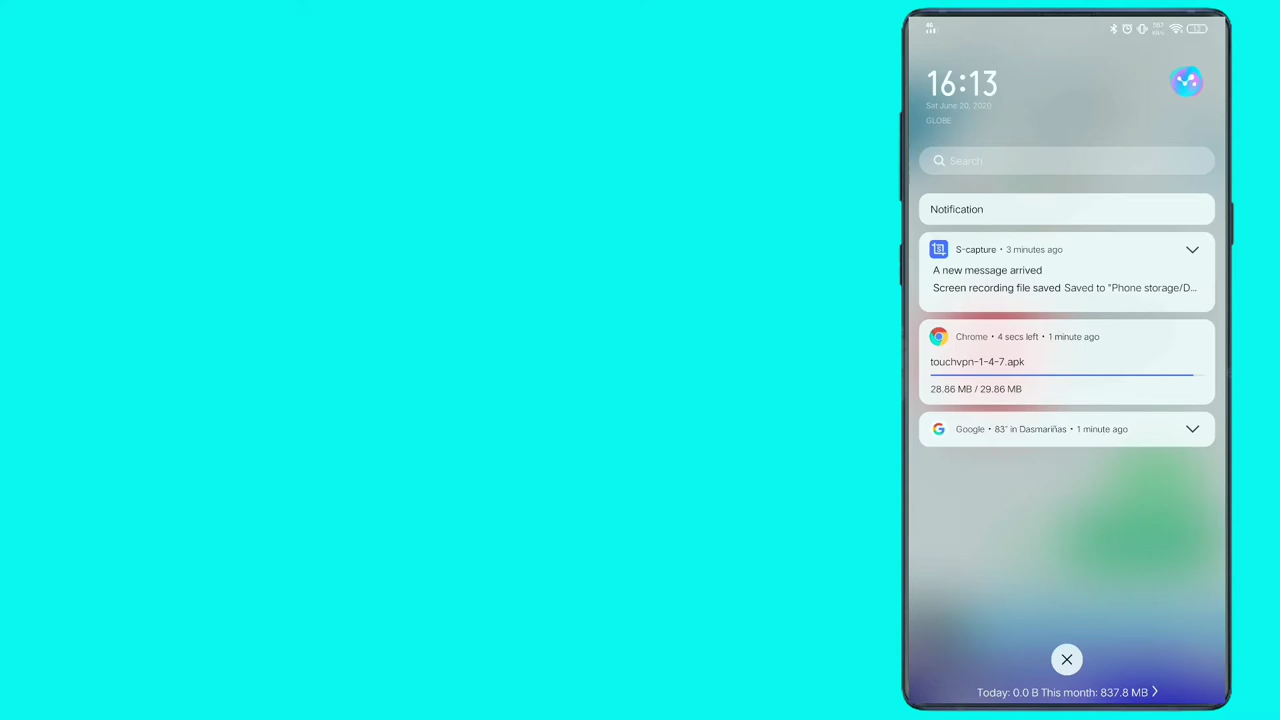 4G
16:13
Sat June 20, 2020
GLOBE
Search
Notification
S-capture • 3 minutes ago
A new message arrived
Screen recording file saved Saved to "Phone storage/D...
Chrome • 4 secs left • 1 minute ago
touchvpn-1-4-7.apk
28.86 MB / 29.86 MB
Google • 83° in Dasmariñas • 1 minute ago
Today: 0.0 B This month: 837.8 MB